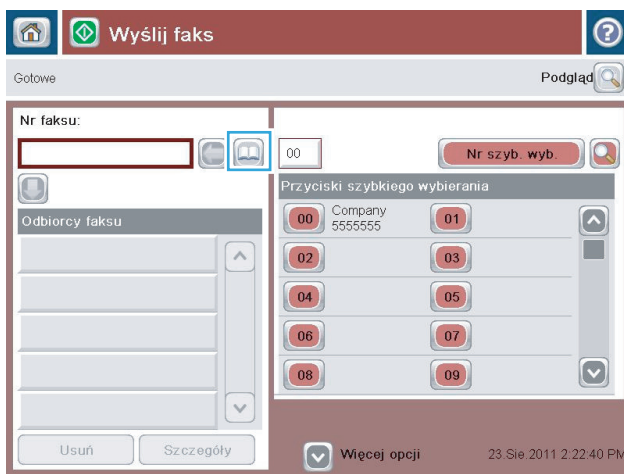 Wyślij faks
?
Gotowe
Podgląd
Nr faksu:
00
Nr szyb. wyb.
Przyciski szybkiego wybierania
Odbiorcy faksu
00 Company
5555555
01
02 03
04 05
06 07
08 09
Usuń Szczegóły
Więcej opcji
23.Sie.2011 2:22:40 PM